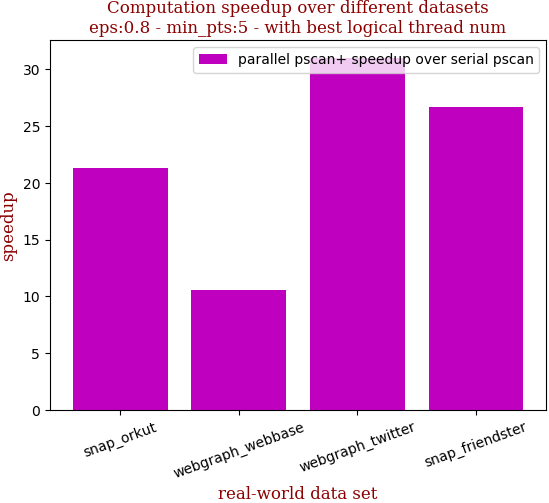 Computation speedup over different datasets
eps:0.8 - min_pts:5 - with best logical thread num
parallel pscan+ speedup over serial pscan
speedup
30
25
20
15
10
5
0
snap_orkut
webgraph_webbase
webgraph_twitter
snap_friendster
real-world data set